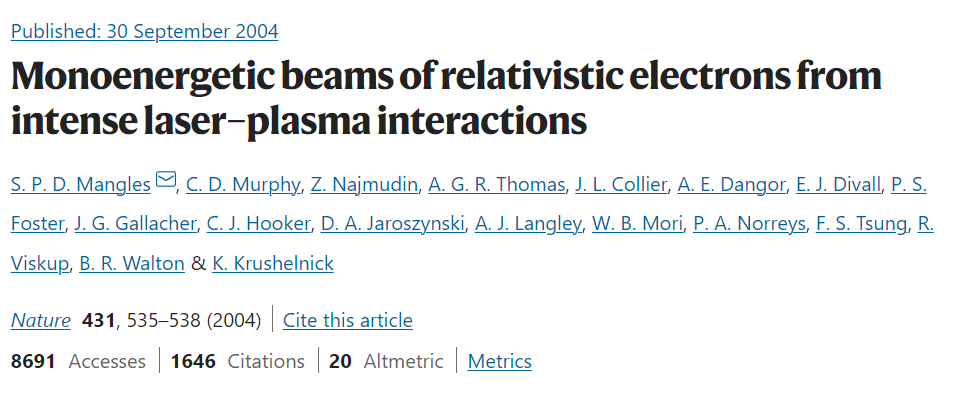 Published: 30 September 2004
Monoenergetic beams of relativistic electrons from
intense laser–plasma interactions
S. P. D. Mangles, C. D. Murphy, Z. Najmudin, A. G. R. Thomas, J. L. Collier, A. E. Dangor, E. J. Divall, P. S.
Foster, J. G. Gallacher, C. J. Hooker, D. A. Jaroszynski, A. J. Langley, W. B. Mori, P. A. Norreys, F. S. Tsung, R.
Viskup, B. R. Walton & K. Krushelnick
Nature 431, 535–538 (2004) | Cite this article
8691 Accesses | 1646 Citations | 20 Altmetric | Metrics